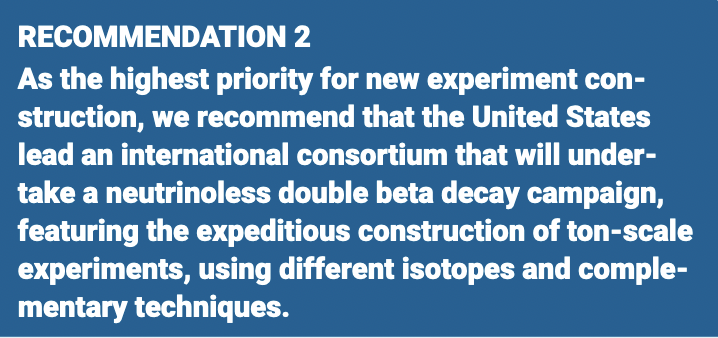 RECOMMENDATION 2
As the highest priority for new experiment con-
struction, we recommend that the United States
lead an international consortium that will under-
take a neutrinoless double beta decay campaign,
featuring the expeditious construction of ton-scale
experiments, using different isotopes and comple-
mentary techniques.